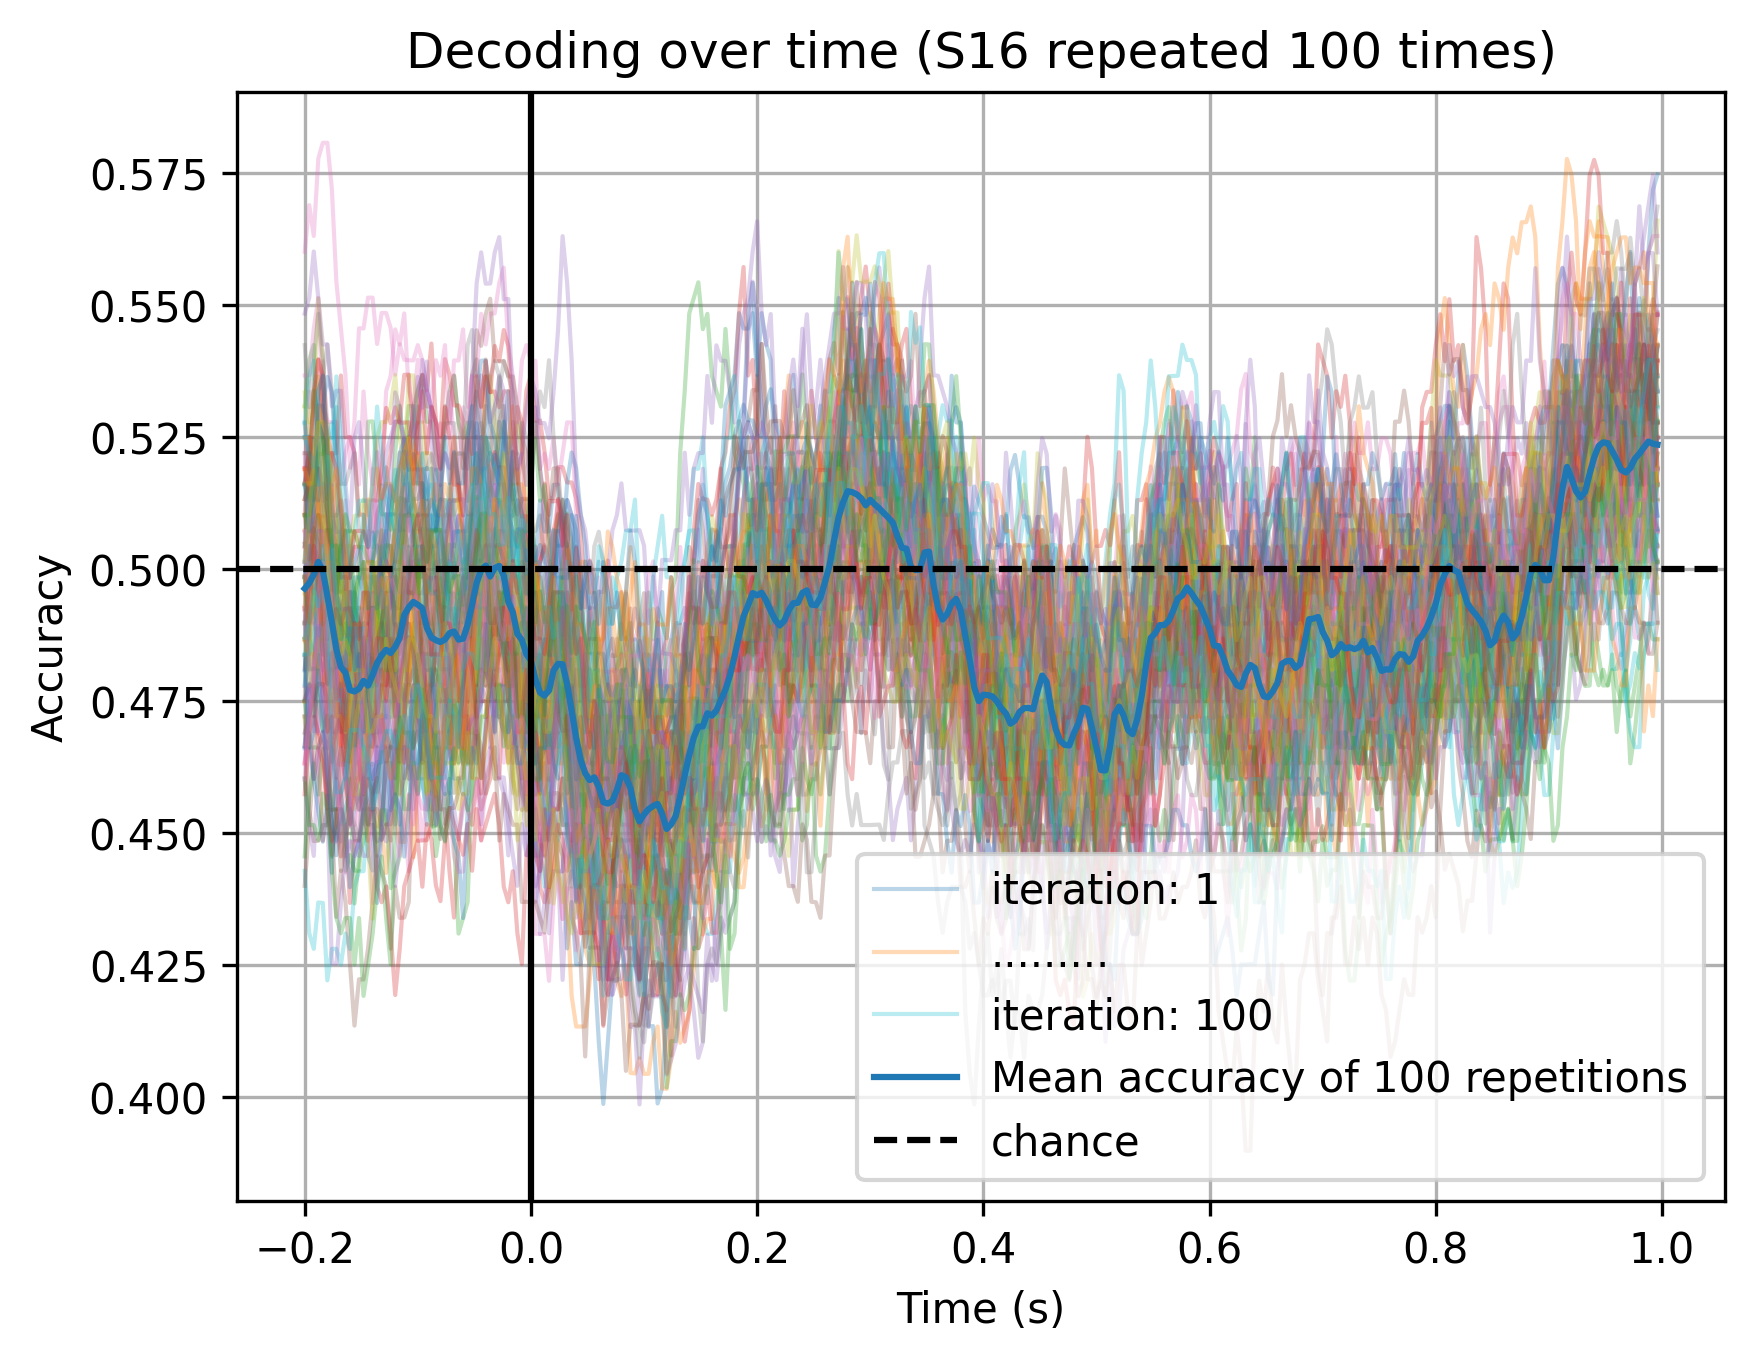 Decoding over time (S16 repeated 100 times)
0.575
0.550
0.525
0.500
0.475
0.450
0.425
0.400
Accuracy
iteration: 1
.........
iteration: 100
Mean accuracy of 100 repetitions
chance
−0.2 0.0 0.2 0.4 0.6 0.8 1.0
Time (s)